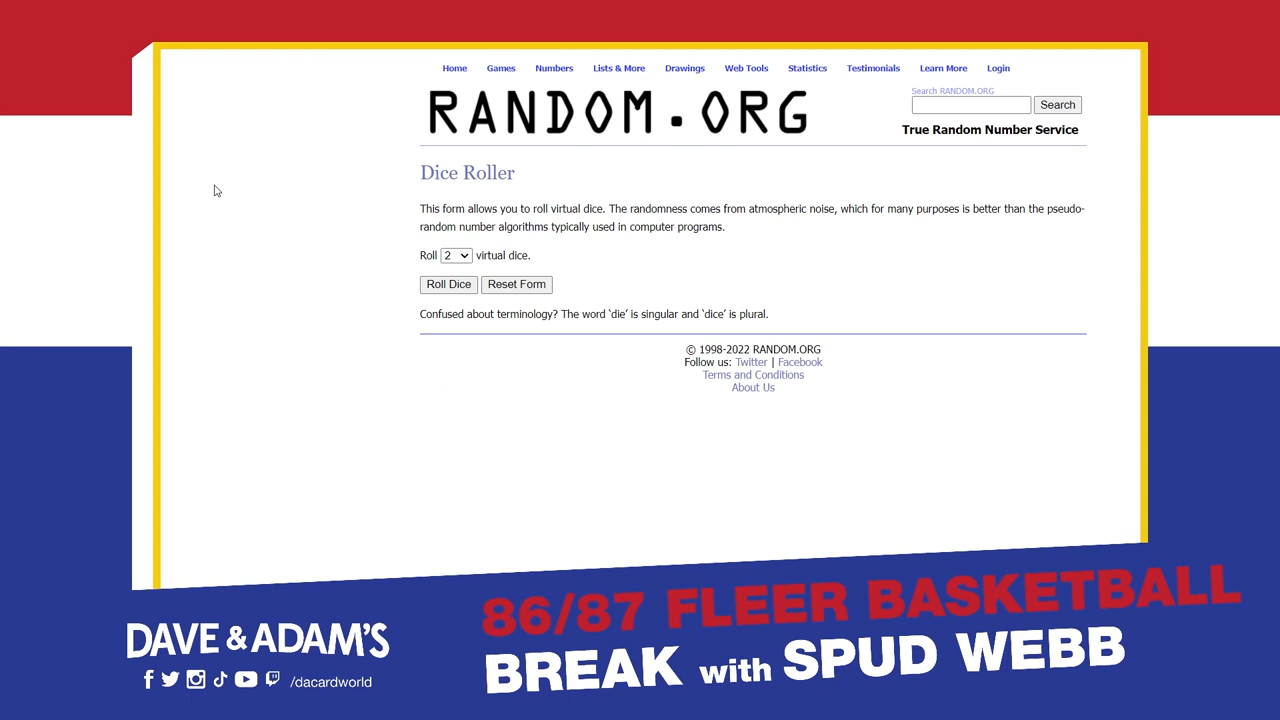 Home Games Numbers Lists & More Drawings Web Tools Statistics Testimonials Learn More Login
RANDOM.ORG
Search RANDOM.ORG
Search
True Random Number Service
Dice Roller
This form allows you to roll virtual dice. The randomness comes from atmospheric noise, which for many purposes is better than the pseudo-
random number algorithms typically used in computer programs.
Roll 2 virtual dice.
Roll Dice Reset Form
Confused about terminology? The word ‘die’ is singular and ‘dice’ is plural.
© 1998-2022 RANDOM.ORG
Follow us: Twitter | Facebook
Terms and Conditions
About Us
DAVE & ADAM'S
/dacardworld
86/87 FLEER BASKETBALL
BREAK with SPUD WEBB